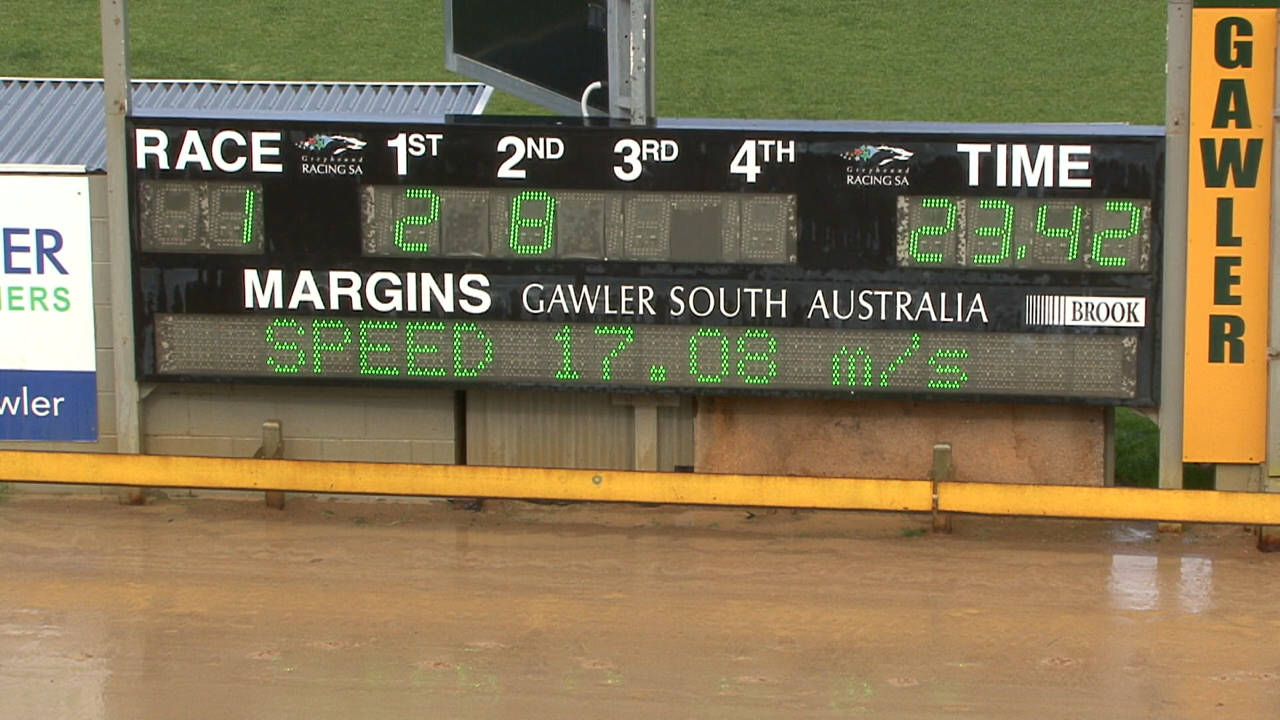 RACE
Greyhound
RACING SA
1ST 2ND 3RD 4TH
Greyhound
RACING SA
TIME
1 2 8 23.42
MARGINS GAWLER SOUTH AUSTRALIA BROOK
SPEED 17.08 m/s
ER
IERS
wler
GAWLER